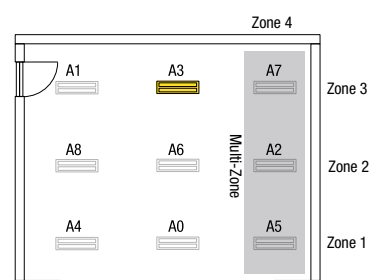 Zone 4
A1 A3 A7 Zone 3
A8 A6 A2 Zone 2
Multi-Zone
A4 A0 A5 Zone 1